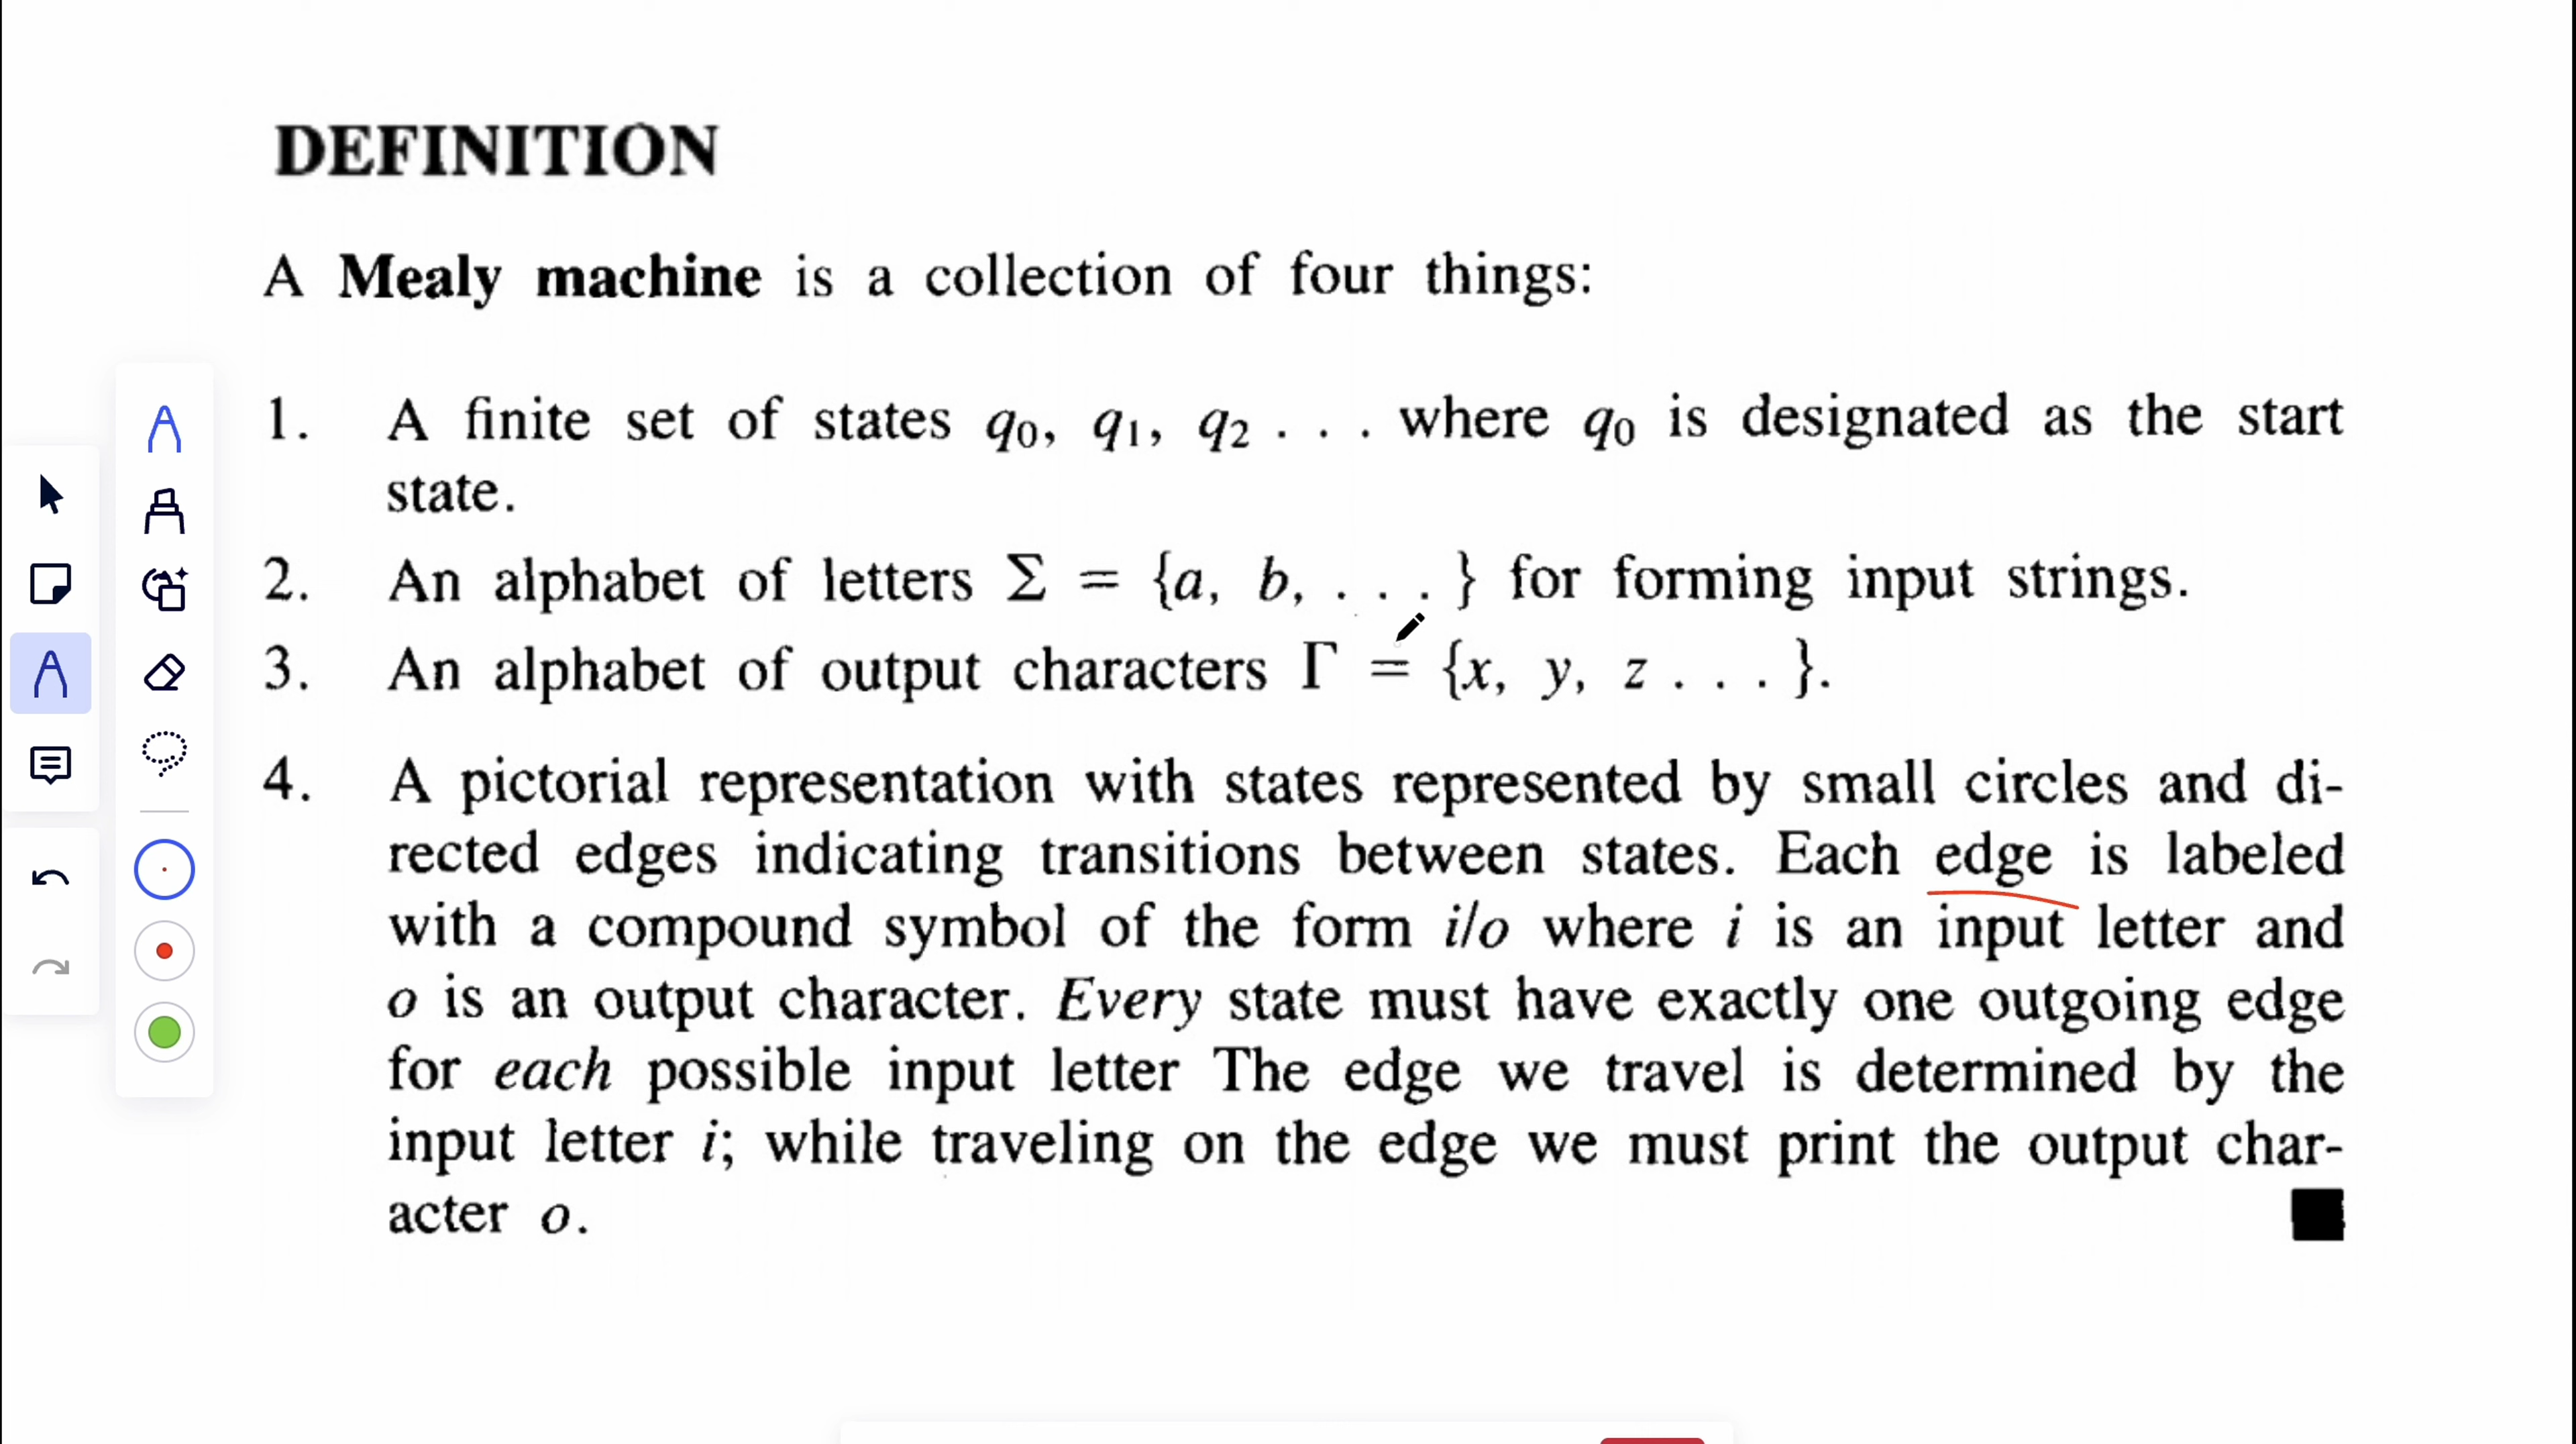 DEFINITION
A Mealy machine is a collection of four things:
1. A finite set of states q₀, q₁, q₂ . . . where q₀ is designated as the start
state.
2. An alphabet of letters Σ = {a, b, . . . } for forming input strings.
3. An alphabet of output characters Γ = {x, y, z . . . }.
4. A pictorial representation with states represented by small circles and di-
rected edges indicating transitions between states. Each edge is labeled
with a compound symbol of the form i/o where i is an input letter and
o is an output character. Every state must have exactly one outgoing edge
for each possible input letter The edge we travel is determined by the
input letter i; while traveling on the edge we must print the output char-
acter o.